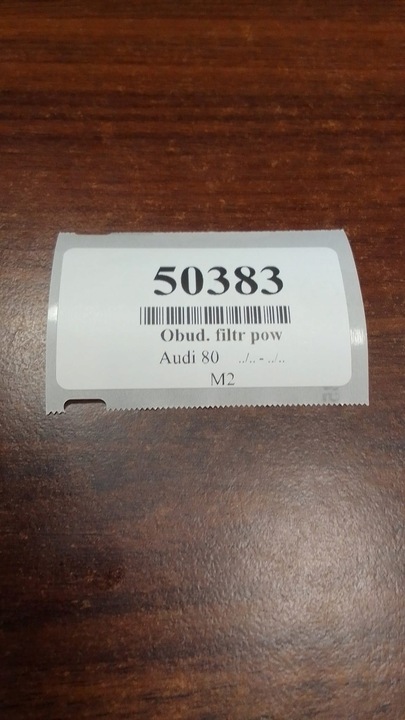 50383
Obud. filtr pow
Audi 80 ../.. - ../..
M2